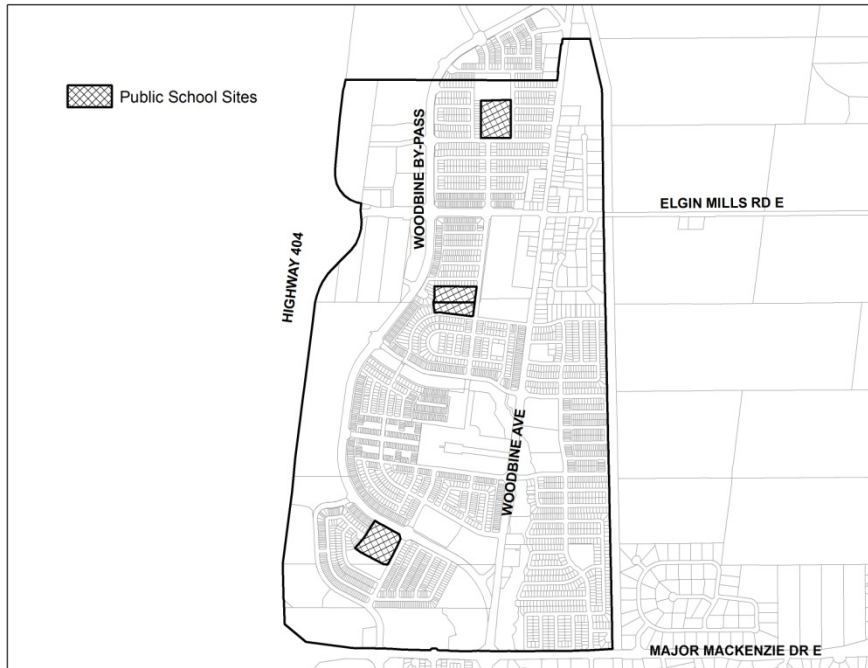 Public School Sites
WOODBINE BY-PASS
ELGIN MILLS RD E
HIGHWAY 404
WOODBINE AVE
MAJOR MACKENZIE DR E